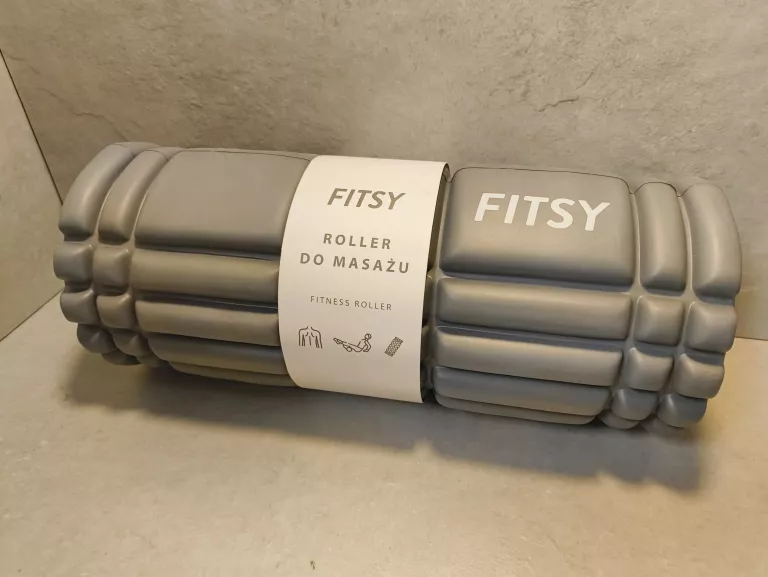 FITSY
ROLLER
DO MASAŻU
FITNESS ROLLER
FITSY